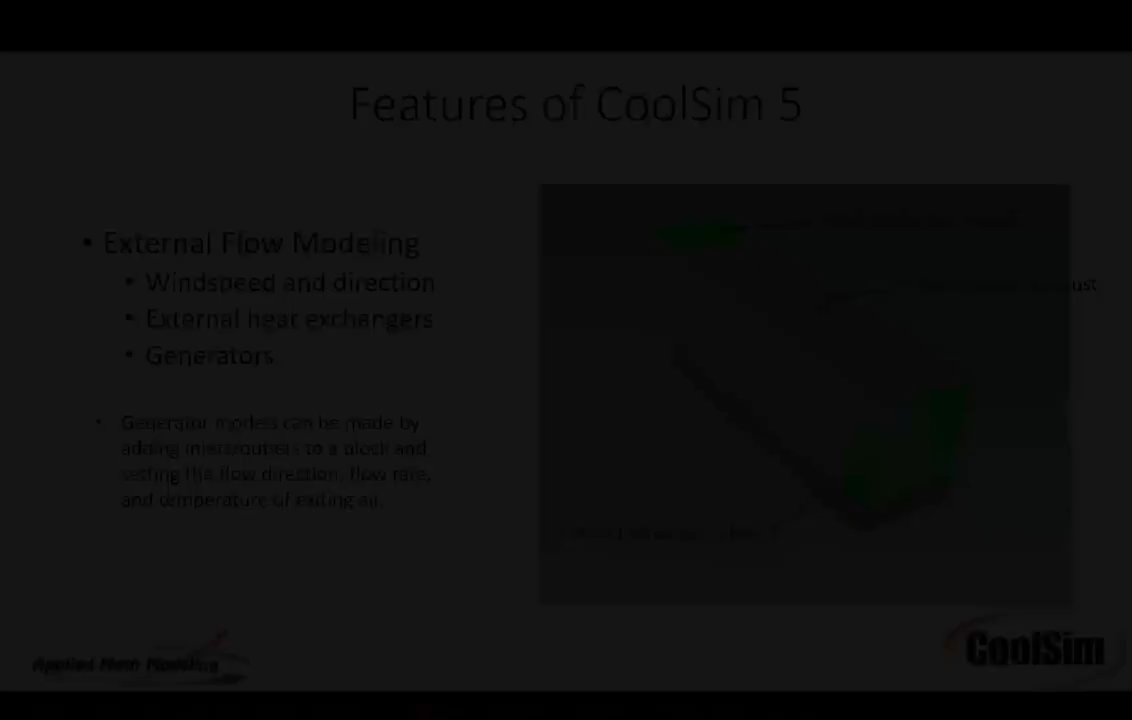 Features of CoolSim 5
• External Flow Modeling
• Windspeed and direction
• External heat exchangers
• Generators
• Generator models can be made by
adding inlets/outlets to a block and
setting the flow direction, flow rate,
and temperature of exiting air.
Applied Math Modeling
CoolSim